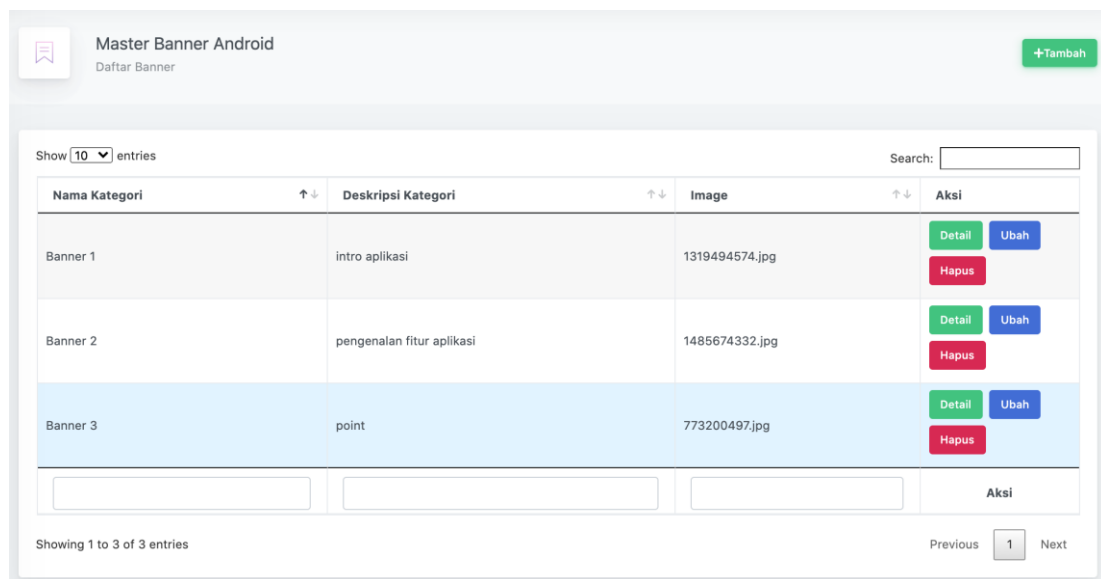 Master Banner Android
Daftar Banner
+Tambah
Show 10 entries
Search:
Nama Kategori Deskripsi Kategori Image Aksi
Detail Ubah
Banner 1 intro aplikasi 1319494574.jpg
Hapus
Detail Ubah
Banner 2 pengenalan fitur aplikasi 1485674332.jpg
Hapus
Detail Ubah
Banner 3 point 773200497.jpg
Hapus
Aksi
Showing 1 to 3 of 3 entries
Previous 1 Next